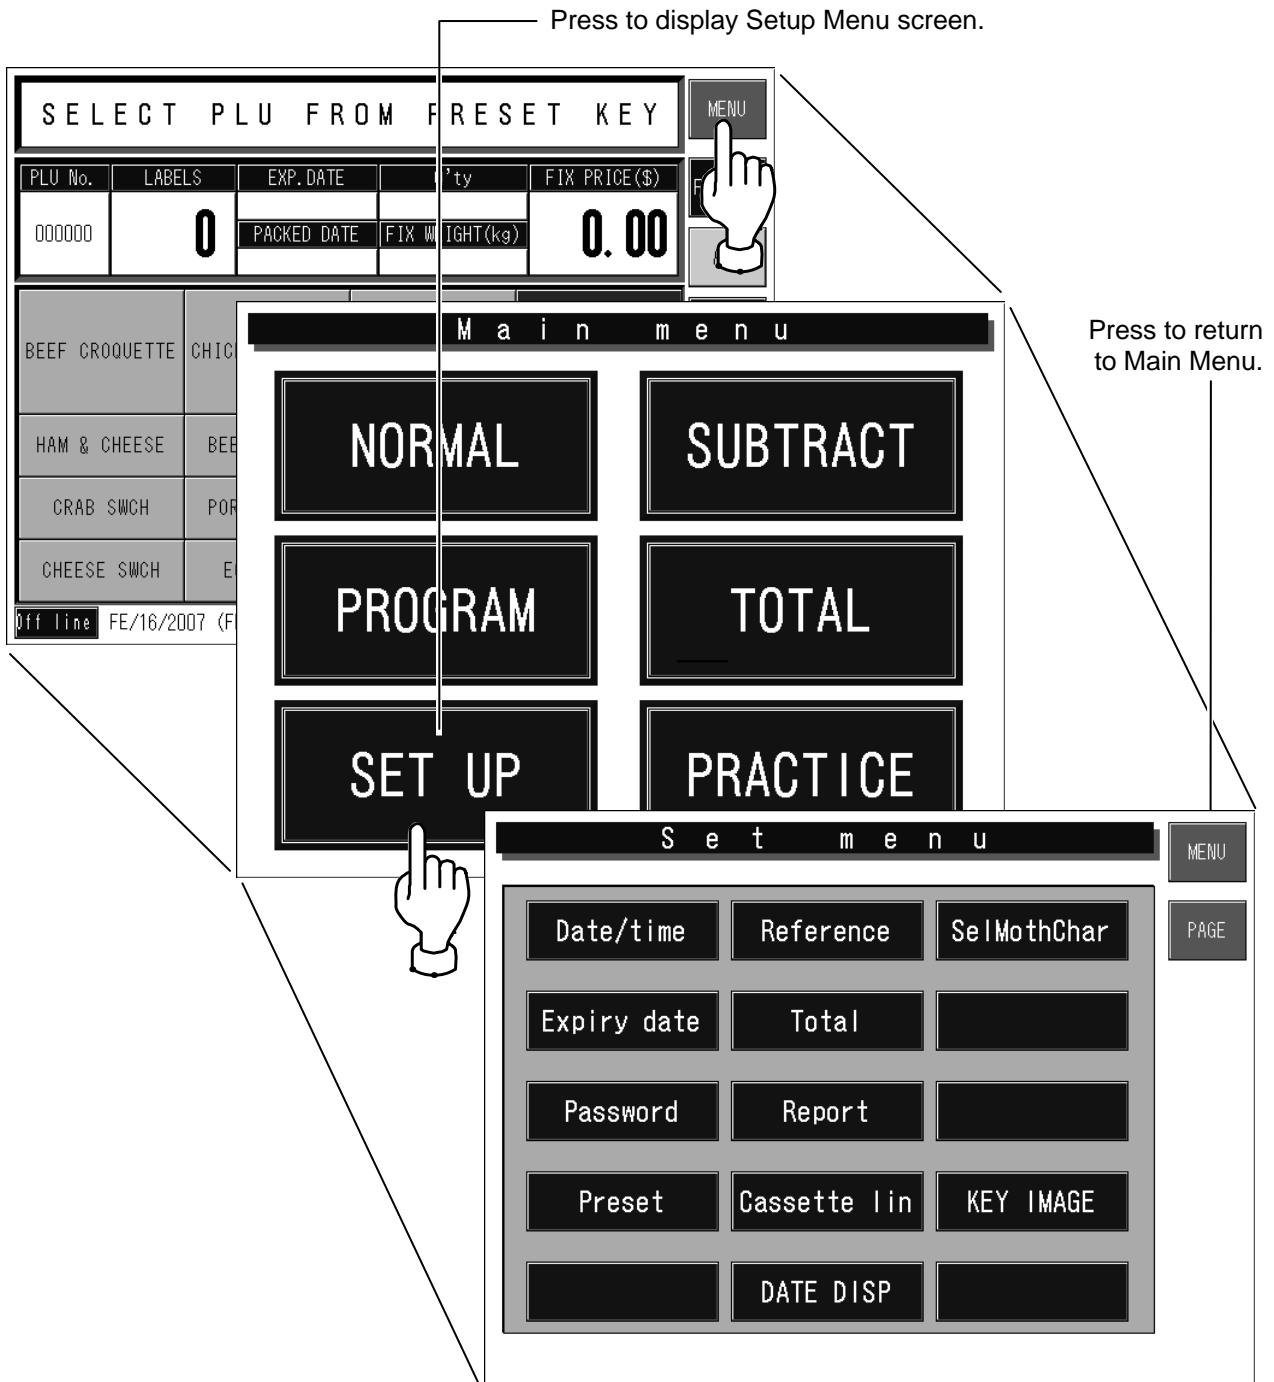 Press to display Setup Menu screen.
SELECT PLU FROM PRESET KEY
MENU
PLU No. LABELS EXP.DATE FIX PRICE($)
000000 0 PACKED DATE FIX WEIGHT(kg) 0.00
BEEF CROQUETTE
HAM & CHEESE
CRAB SWCH
CHEESE SWCH
Off line FE/16/2007
Press to return
to Main Menu.
Main menu
NORMAL SUBTRACT
PROGRAM TOTAL
SET UP PRACTICE
Set menu
MENU
Date/time Reference SelMothChar
PAGE
Expiry date Total
Password Report
Preset Cassette lin KEY IMAGE
DATE DISP